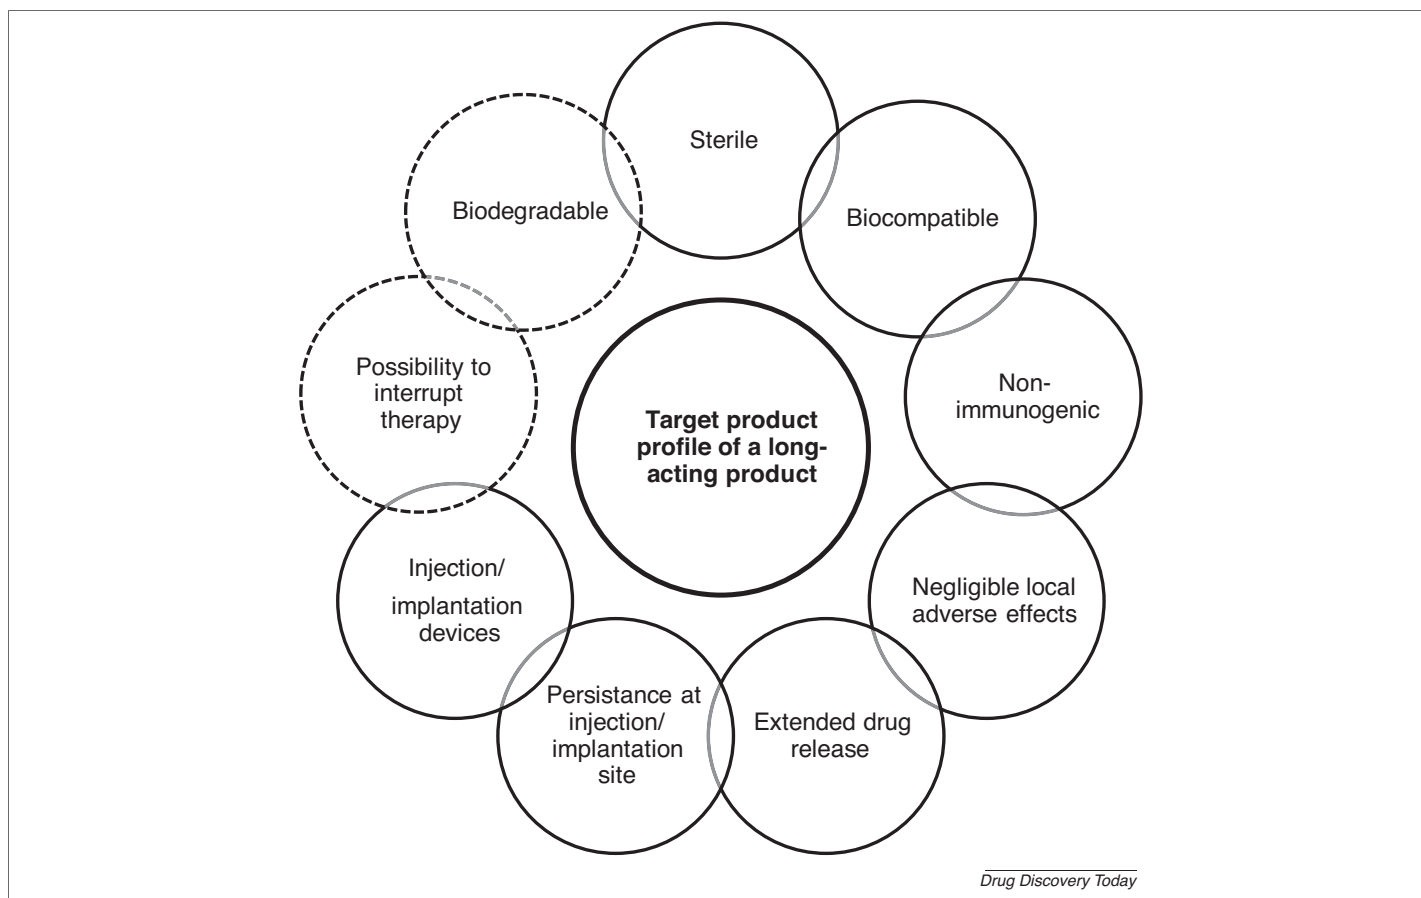 Sterile
Biocompatible
Non-
immunogenic
Negligible local
adverse effects
Extended drug
release
Persistance at
injection/
implantation
site
Injection/
implantation
devices
Possibility to
interrupt
therapy
Biodegradable
Target product
profile of a long-
acting product
Drug Discovery Today